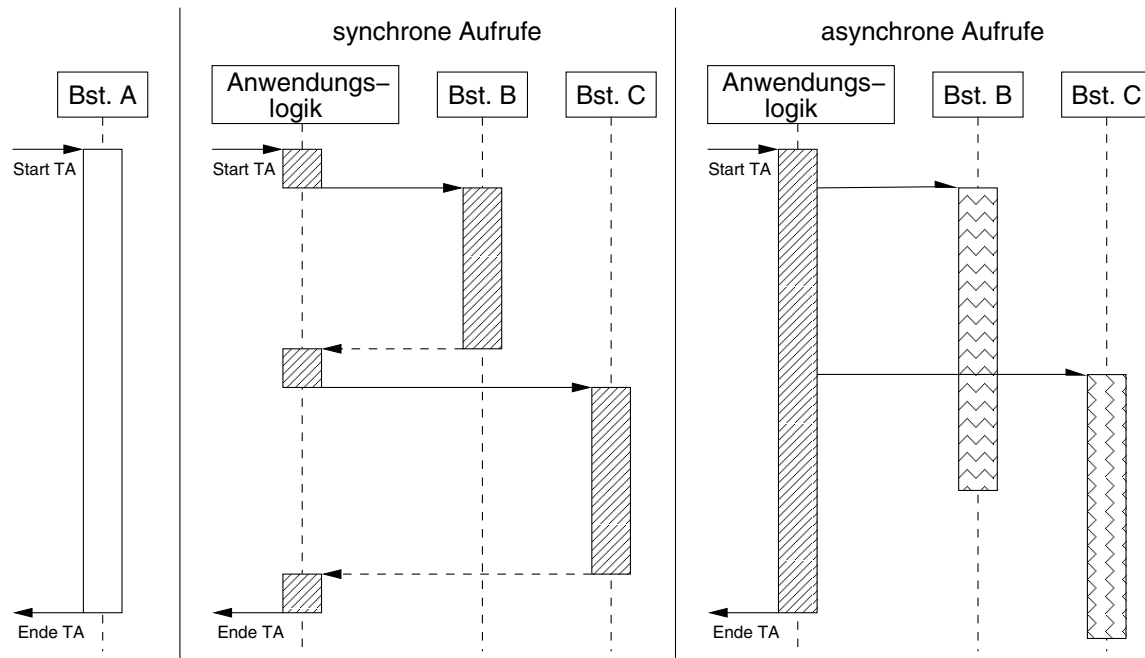 synchrone Aufrufe
asynchrone Aufrufe
Bst. A
Anwendungs–
logik
Bst. B
Bst. C
Anwendungs–
logik
Bst. B
Bst. C
Start TA
Start TA
Start TA
Ende TA
Ende TA
Ende TA